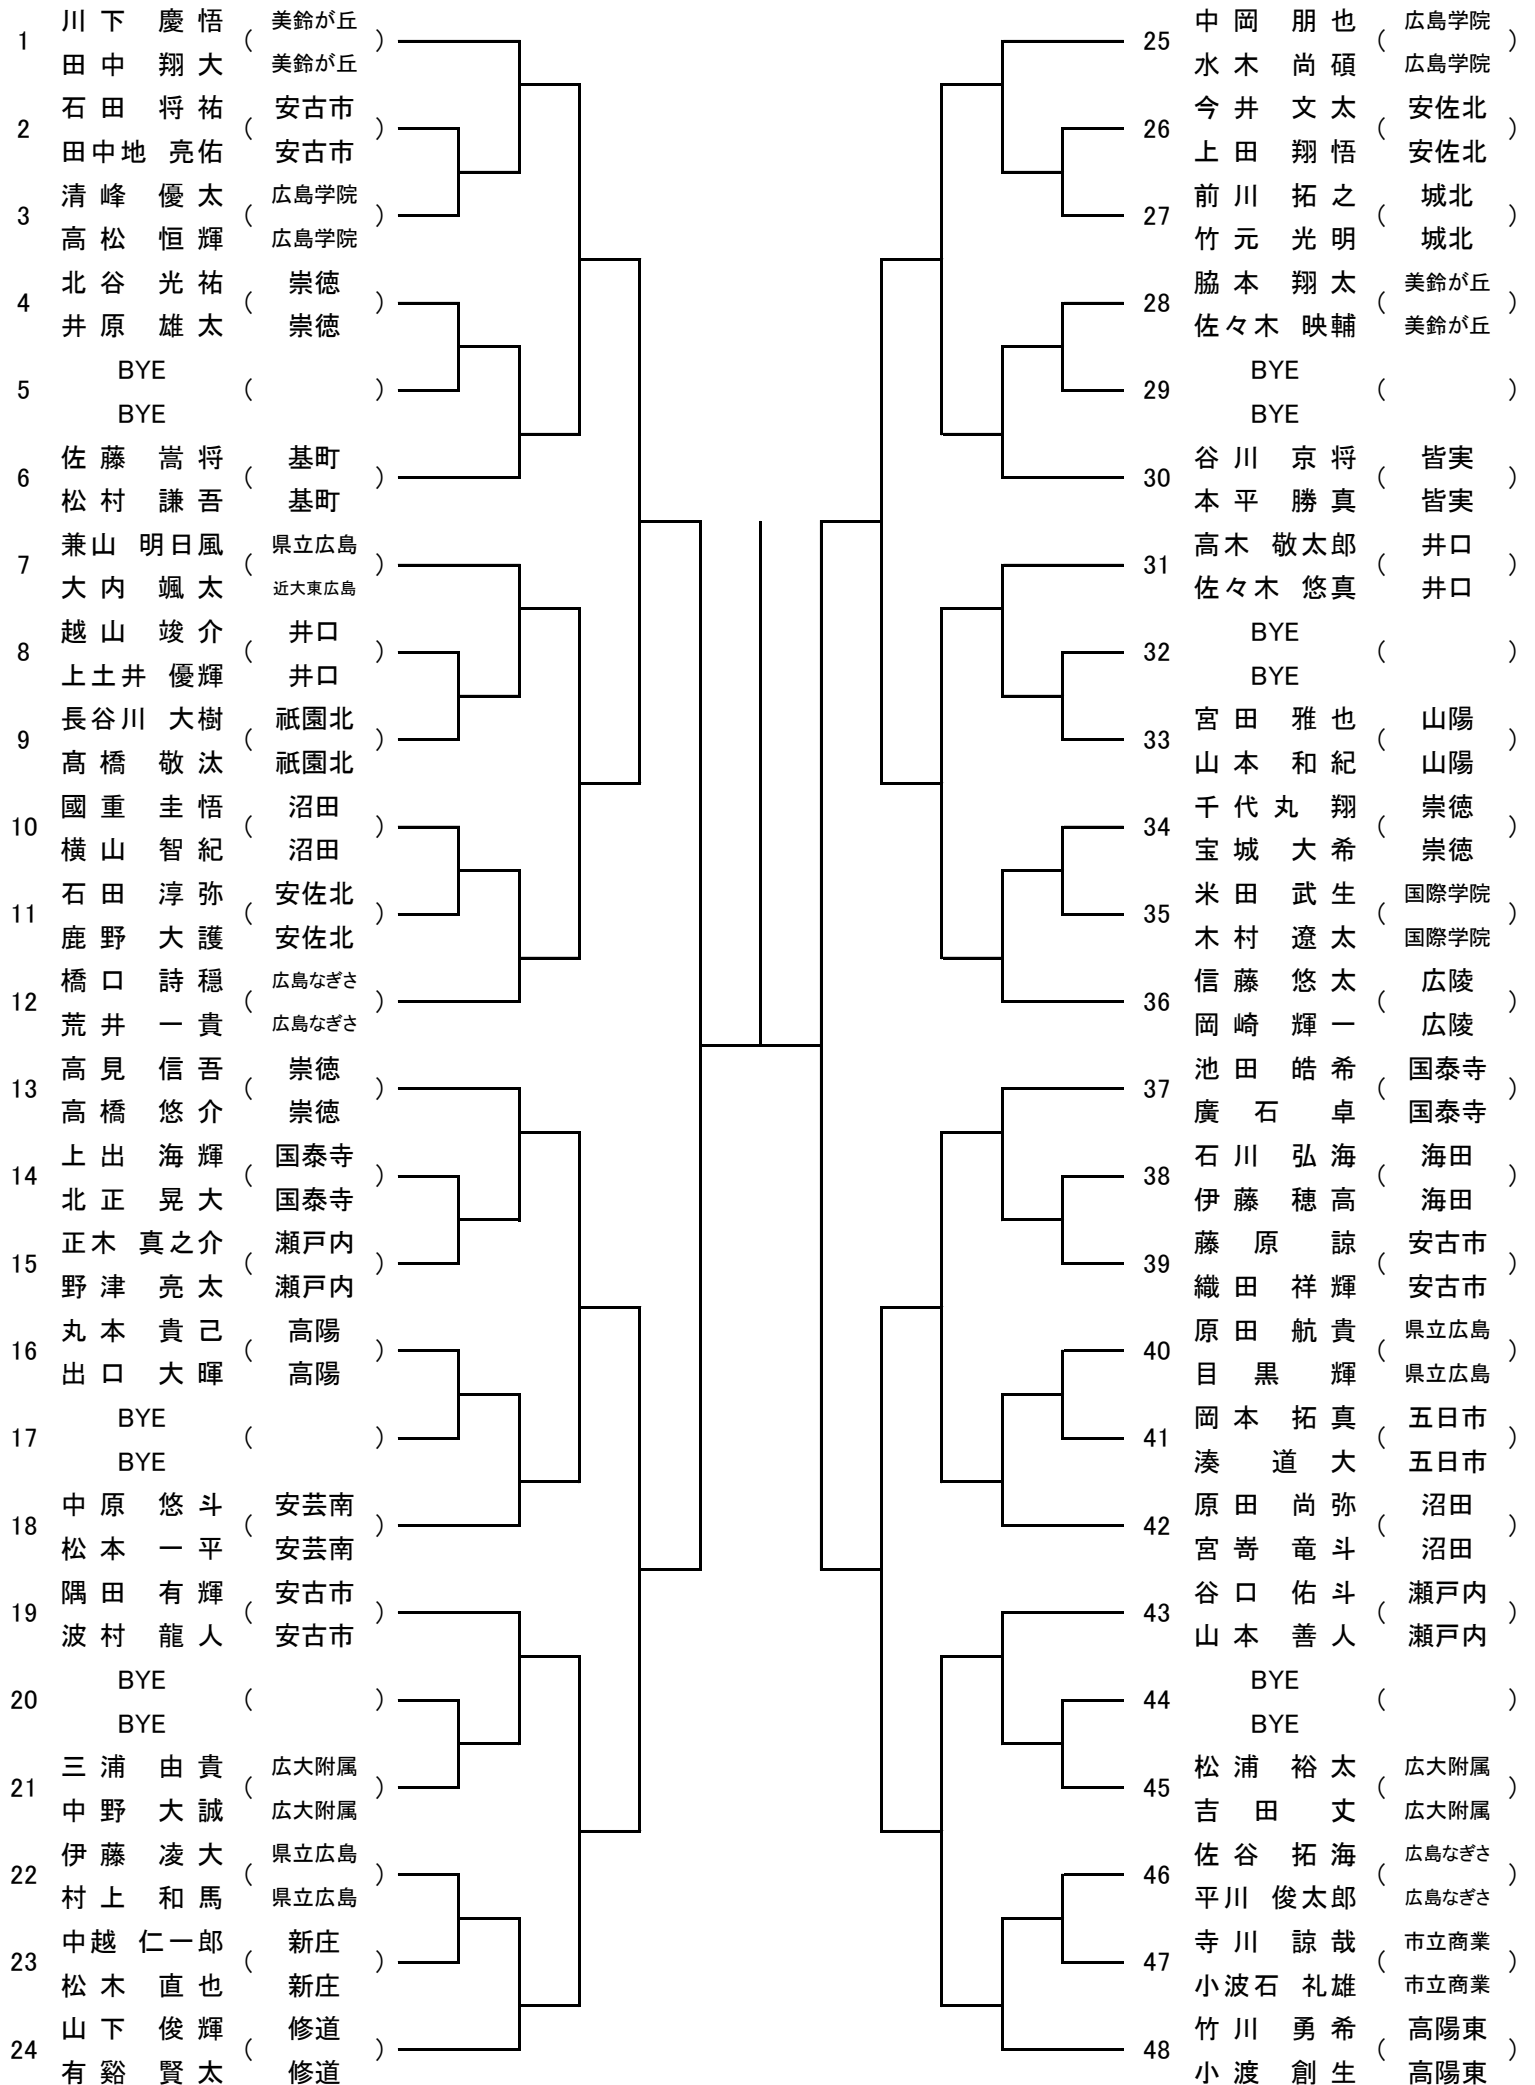 川下 慶悟 ( 美鈴が丘 )
1
田中 翔大 美鈴が丘
石田 将祐 安古市
2 ( )
田中地 亮佑 安古市
清峰 優太 広島学院
3 ( )
高松 恒輝 広島学院
北谷 光祐 崇徳
4 ( )
井原 雄太 崇徳
BYE
5 ( )
BYE
佐藤 嵩将 基町
6 ( )
松村 謙吾 基町
兼山 明日風 県立広島
7 ( )
大内 颯太 近大東広島
越山 竣介 井口
8 ( )
上土井 優輝 井口
長谷川 大樹 祇園北
9 ( )
髙橋 敬汰 祇園北
國重 圭悟 沼田
10 ( )
横山 智紀 沼田
石田 淳弥 安佐北
11 ( )
鹿野 大護 安佐北
橋口 詩穏 広島なぎさ
12 ( )
荒井 一貴 広島なぎさ
高見 信吾 崇徳
13 ( )
高橋 悠介 崇徳
上出 海輝 国泰寺
14 ( )
北正 晃大 国泰寺
正木 真之介 瀬戸内
15 ( )
野津 亮太 瀬戸内
丸本 貴己 高陽
16 ( )
出口 大暉 高陽
BYE
17 ( )
BYE
中原 悠斗 安芸南
18 ( )
松本 一平 安芸南
隅田 有輝 安古市
19 ( )
波村 龍人 安古市
BYE
20 ( )
BYE
三浦 由貴 広大附属
21 ( )
中野 大誠 広大附属
伊藤 凌大 県立広島
22 ( )
村上 和馬 県立広島
中越 仁一郎 新庄
23 ( )
松木 直也 新庄
山下 俊輝 修道
24 ( )
有谿 賢太 修道
中岡 朋也 広島学院
25 ( )
水木 尚碩 広島学院
今井 文太 安佐北
26 ( )
上田 翔悟 安佐北
前川 拓之 城北
27 ( )
竹元 光明 城北
脇本 翔太 美鈴が丘
28 ( )
佐々木 映輔 美鈴が丘
BYE
29 ( )
BYE
谷川 京将 皆実
30 ( )
本平 勝真 皆実
高木 敬太郎 井口
31 ( )
佐々木 悠真 井口
BYE
32 ( )
BYE
宮田 雅也 山陽
33 ( )
山本 和紀 山陽
千代丸 翔 崇徳
34 ( )
宝城 大希 崇徳
米田 武生 国際学院
35 ( )
木村 遼太 国際学院
信藤 悠太 広陵
36 ( )
岡崎 輝一 広陵
池田 皓希 国泰寺
37 ( )
廣石 卓 国泰寺
石川 弘海 海田
38 ( )
伊藤 穂高 海田
藤原 諒 安古市
39 ( )
織田 祥輝 安古市
原田 航貴 県立広島
40 ( )
目黒 輝 県立広島
岡本 拓真 五日市
41 ( )
湊 道大 五日市
原田 尚弥 沼田
42 ( )
宮嵜 竜斗 沼田
谷口 佑斗 瀬戸内
43 ( )
山本 善人 瀬戸内
BYE
44 ( )
BYE
松浦 裕太 広大附属
45 ( )
吉田 丈 広大附属
佐谷 拓海 広島なぎさ
46 ( )
平川 俊太郎 広島なぎさ
寺川 諒哉 市立商業
47 ( )
小波石 礼雄 市立商業
竹川 勇希 高陽東
48 ( )
小渡 創生 高陽東